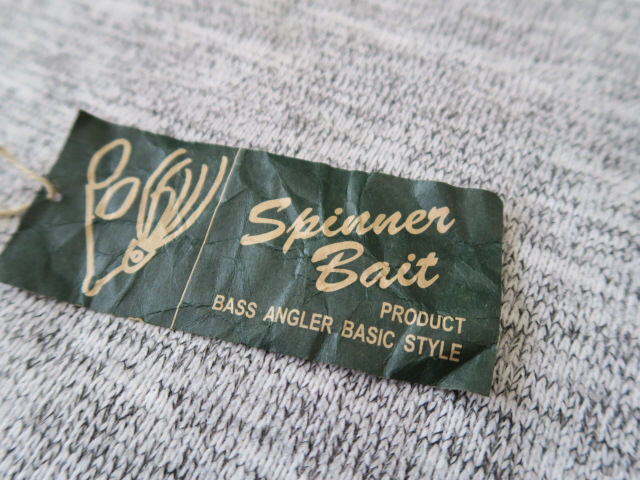 Spinner
Bait
PRODUCT
BASS ANGLER BASIC STYLE